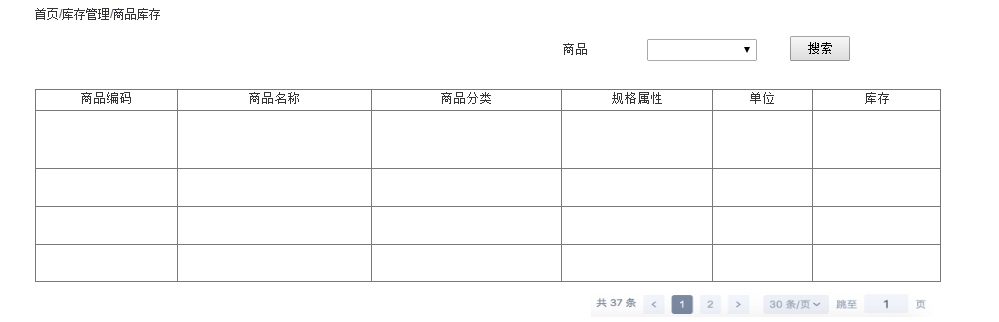 首页/库存管理/商品库存
商品 搜索
商品编码 商品名称 商品分类 规格属性 单位 库存
共 37 条 < 1 2 > 30 条/页 跳至 1 页